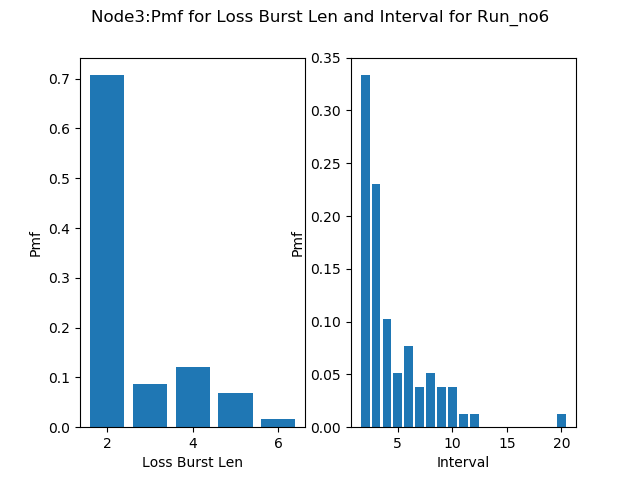 Node3:Pmf for Loss Burst Len and Interval for Run_no6
0.7
0.6
0.5
0.4
0.3
0.2
0.1
0.0
Pmf
2 4 6
Loss Burst Len
0.35
0.30
0.25
0.20
0.15
0.10
0.05
0.00
Pmf
5 10 15 20
Interval